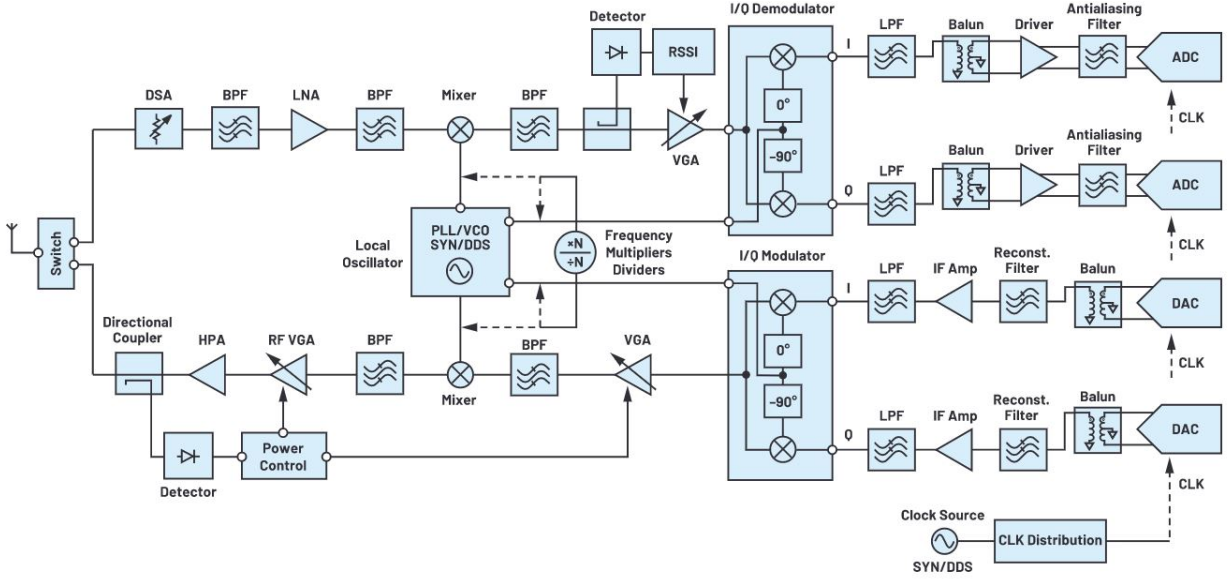 Detector
I/Q Demodulator
LPF
Balun
Driver
Antialiasing
Filter
RSSI
I
ADC
DSA
BPF
LNA
BPF
Mixer
BPF
0°
CLK
VGA
–90°
Q
LPF
Balun
Driver
Antialiasing
Filter
ADC
CLK
Switch
Local
Oscillator
PLL/VCO
SYN/DDS
×N
÷N
Frequency
Multipliers
Dividers
I/Q Modulator
I
LPF
IF Amp
Reconst.
Filter
Balun
DAC
CLK
Directional
Coupler
HPA
RF VGA
BPF
Mixer
BPF
VGA
0°
–90°
Q
LPF
IF Amp
Reconst.
Filter
Balun
DAC
CLK
Power
Control
Detector
Clock Source
SYN/DDS
CLK Distribution